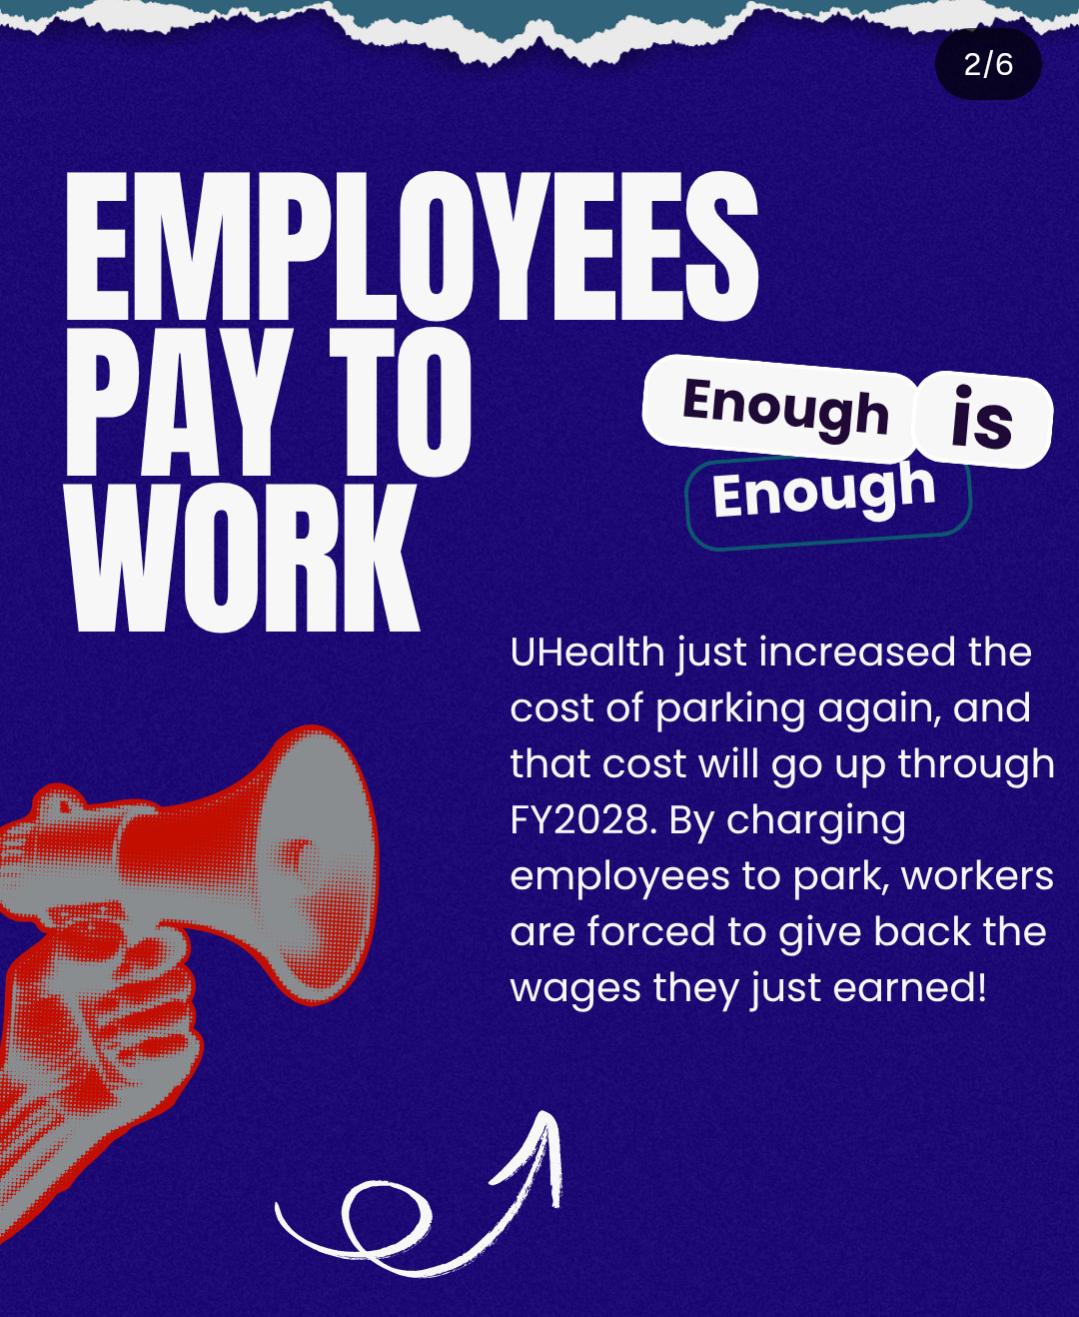 2/6
EMPLOYEES
PAY TO
WORK
Enough is
Enough
UHealth just increased the
cost of parking again, and
that cost will go up through
FY2028. By charging
employees to park, workers
are forced to give back the
wages they just earned!